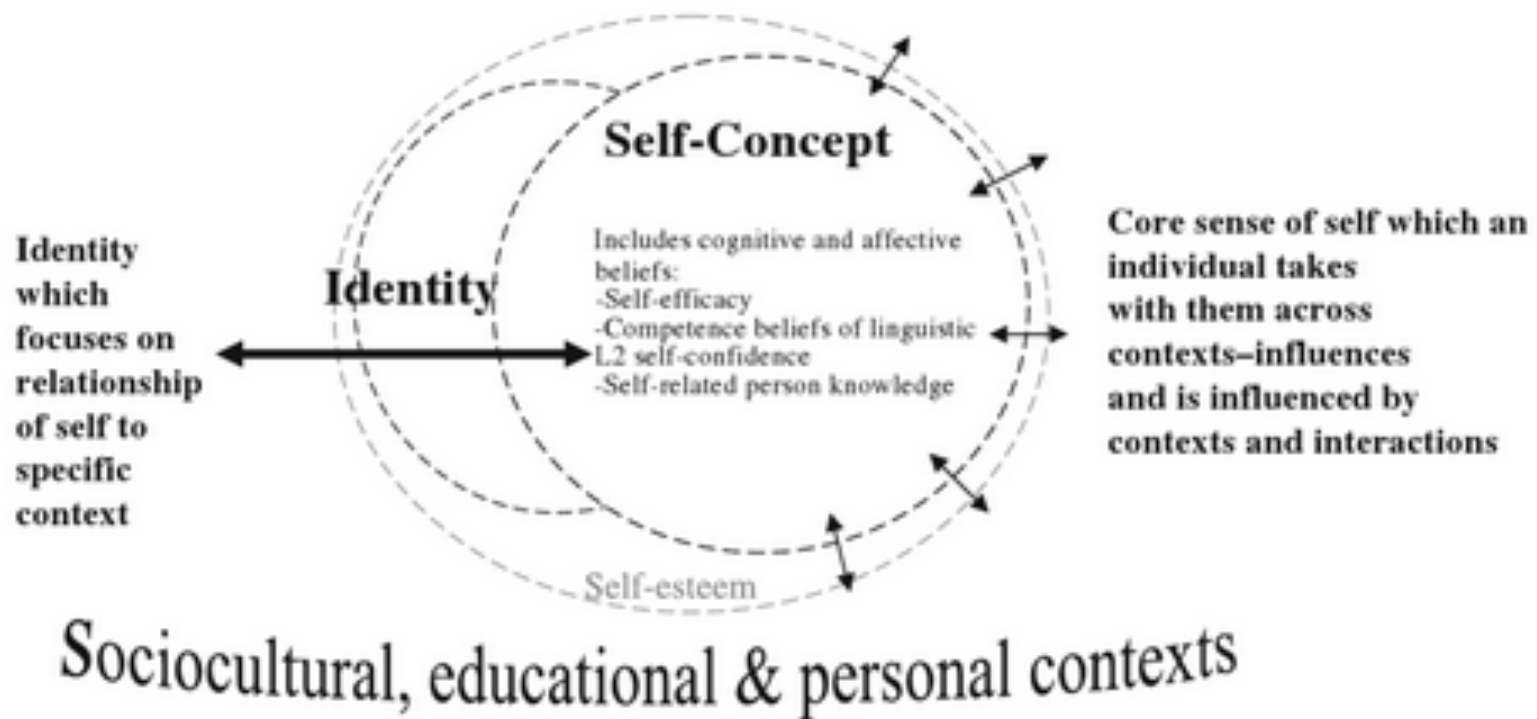 Self-Concept
Identity
which
focuses on
relationship
of self to
specific
context
Identity
Includes cognitive and affective
beliefs:
-Self-efficacy
-Competence beliefs of linguistic
L2 self-confidence
-Self-related person knowledge
Core sense of self which an
individual takes
with them across
contexts–influences
and is influenced by
contexts and interactions
Self-esteem
Sociocultural, educational & personal contexts